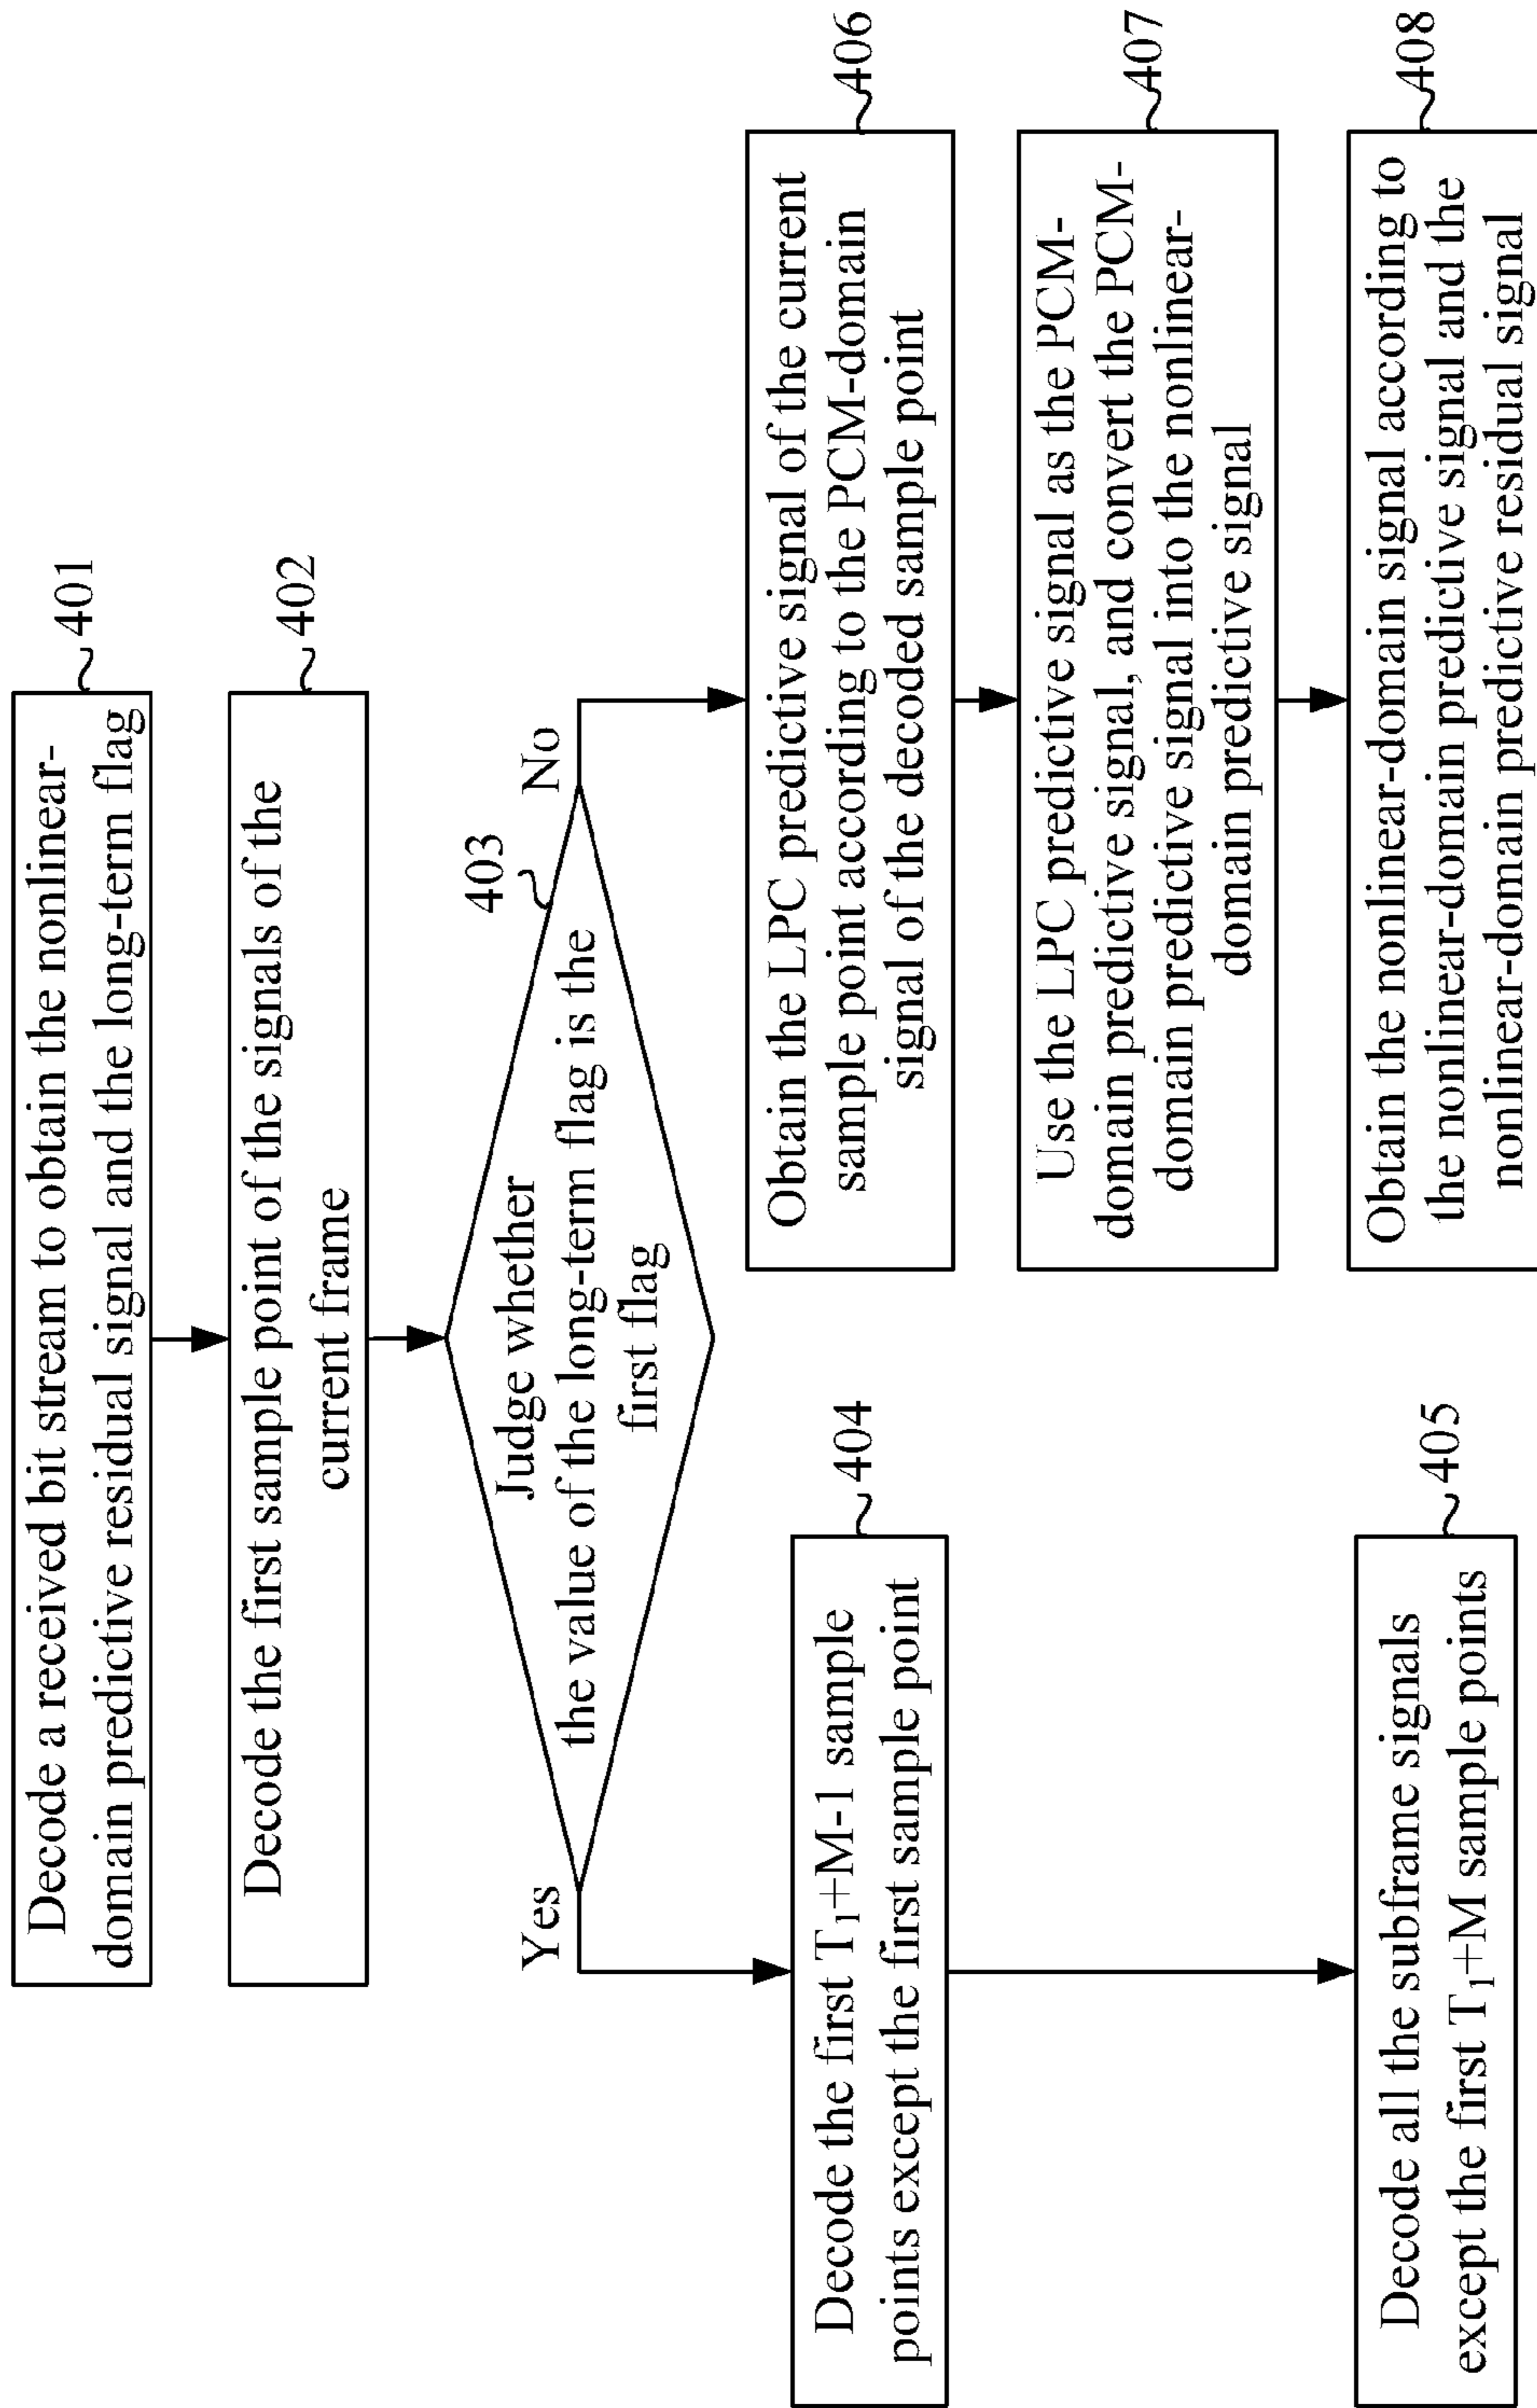 Decode a received bit stream to obtain the nonlinear-
domain predictive residual signal and the long-term flag
401
Decode the first sample point of the signals of the
current frame
402
403
Judge whether
the value of the long-term flag is the
first flag
Yes
No
Decode the first T₁+M-1 sample
points except the first sample point
404
Decode all the subframe signals
except the first T₁+M sample points
405
Obtain the LPC predictive signal of the current
sample point according to the PCM-domain
signal of the decoded sample point
406
Use the LPC predictive signal as the PCM-
domain predictive signal, and convert the PCM-
domain predictive signal into the nonlinear-
domain predictive signal
407
Obtain the nonlinear-domain signal according to
the nonlinear-domain predictive signal and the
nonlinear-domain predictive residual signal
408